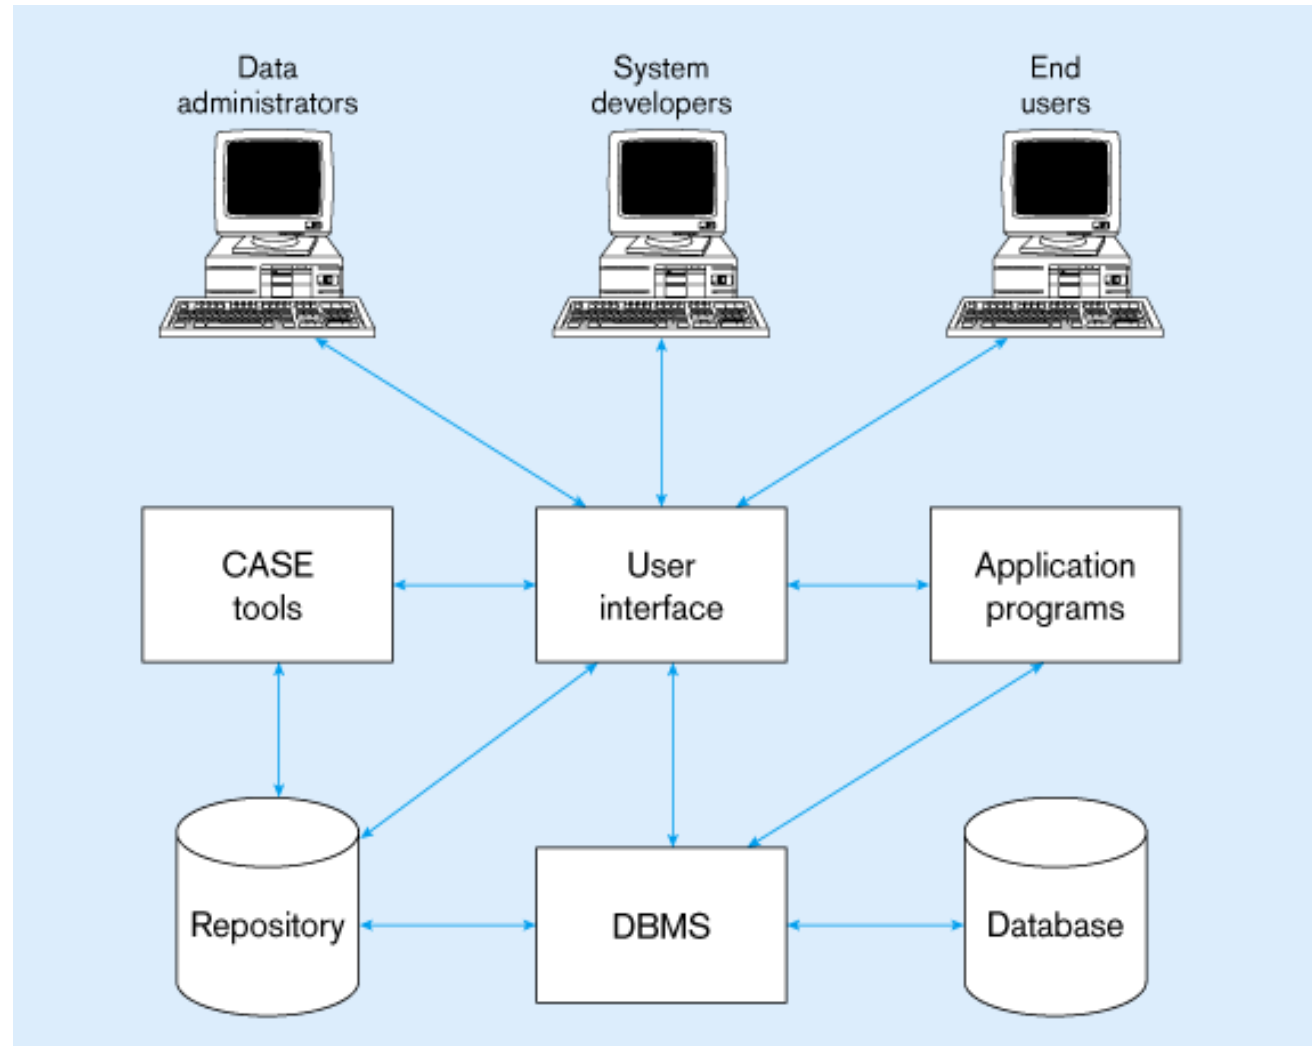 Data
administrators
System
developers
End
users
CASE
tools
User
interface
Application
programs
Repository
DBMS
Database